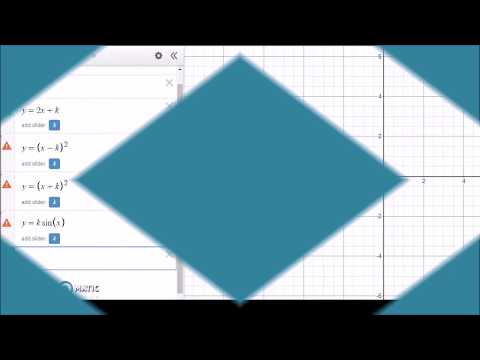 y = 2x + k
add slider: k
y = (x − k)²
add slider: k
y = (x + k)²
add slider: k
y = k sin(x)
add slider: k
6
4
2
0
2
4
-2
-4
-6